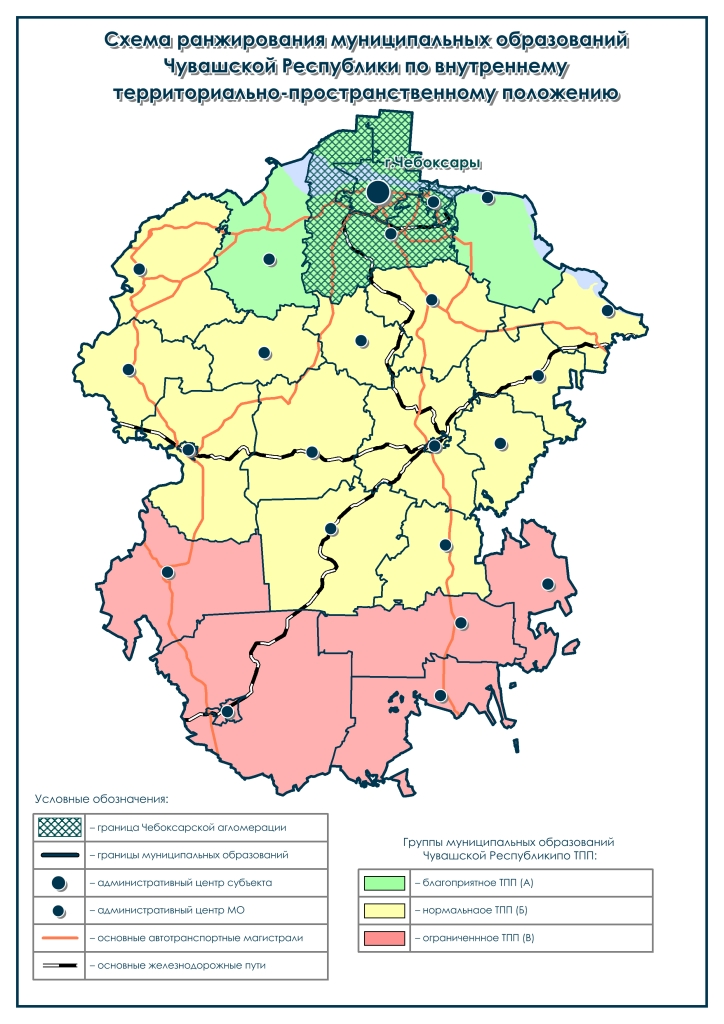 Схема ранжирования муниципальных образований
Чувашской Республики по внутреннему
территориально-пространственному положению
г.Чебоксары
Условные обозначения:
– граница Чебоксарской агломерации
– границы муниципальных образований
– административный центр субъекта
– административный центр МО
– основные автотранспортные магистрали
– основные железнодорожные пути
Группы муниципальных образований
Чувашской Республикипо ТПП:
– благоприятное ТПП (А)
– нормальнаое ТПП (Б)
– ограниченнное ТПП (В)